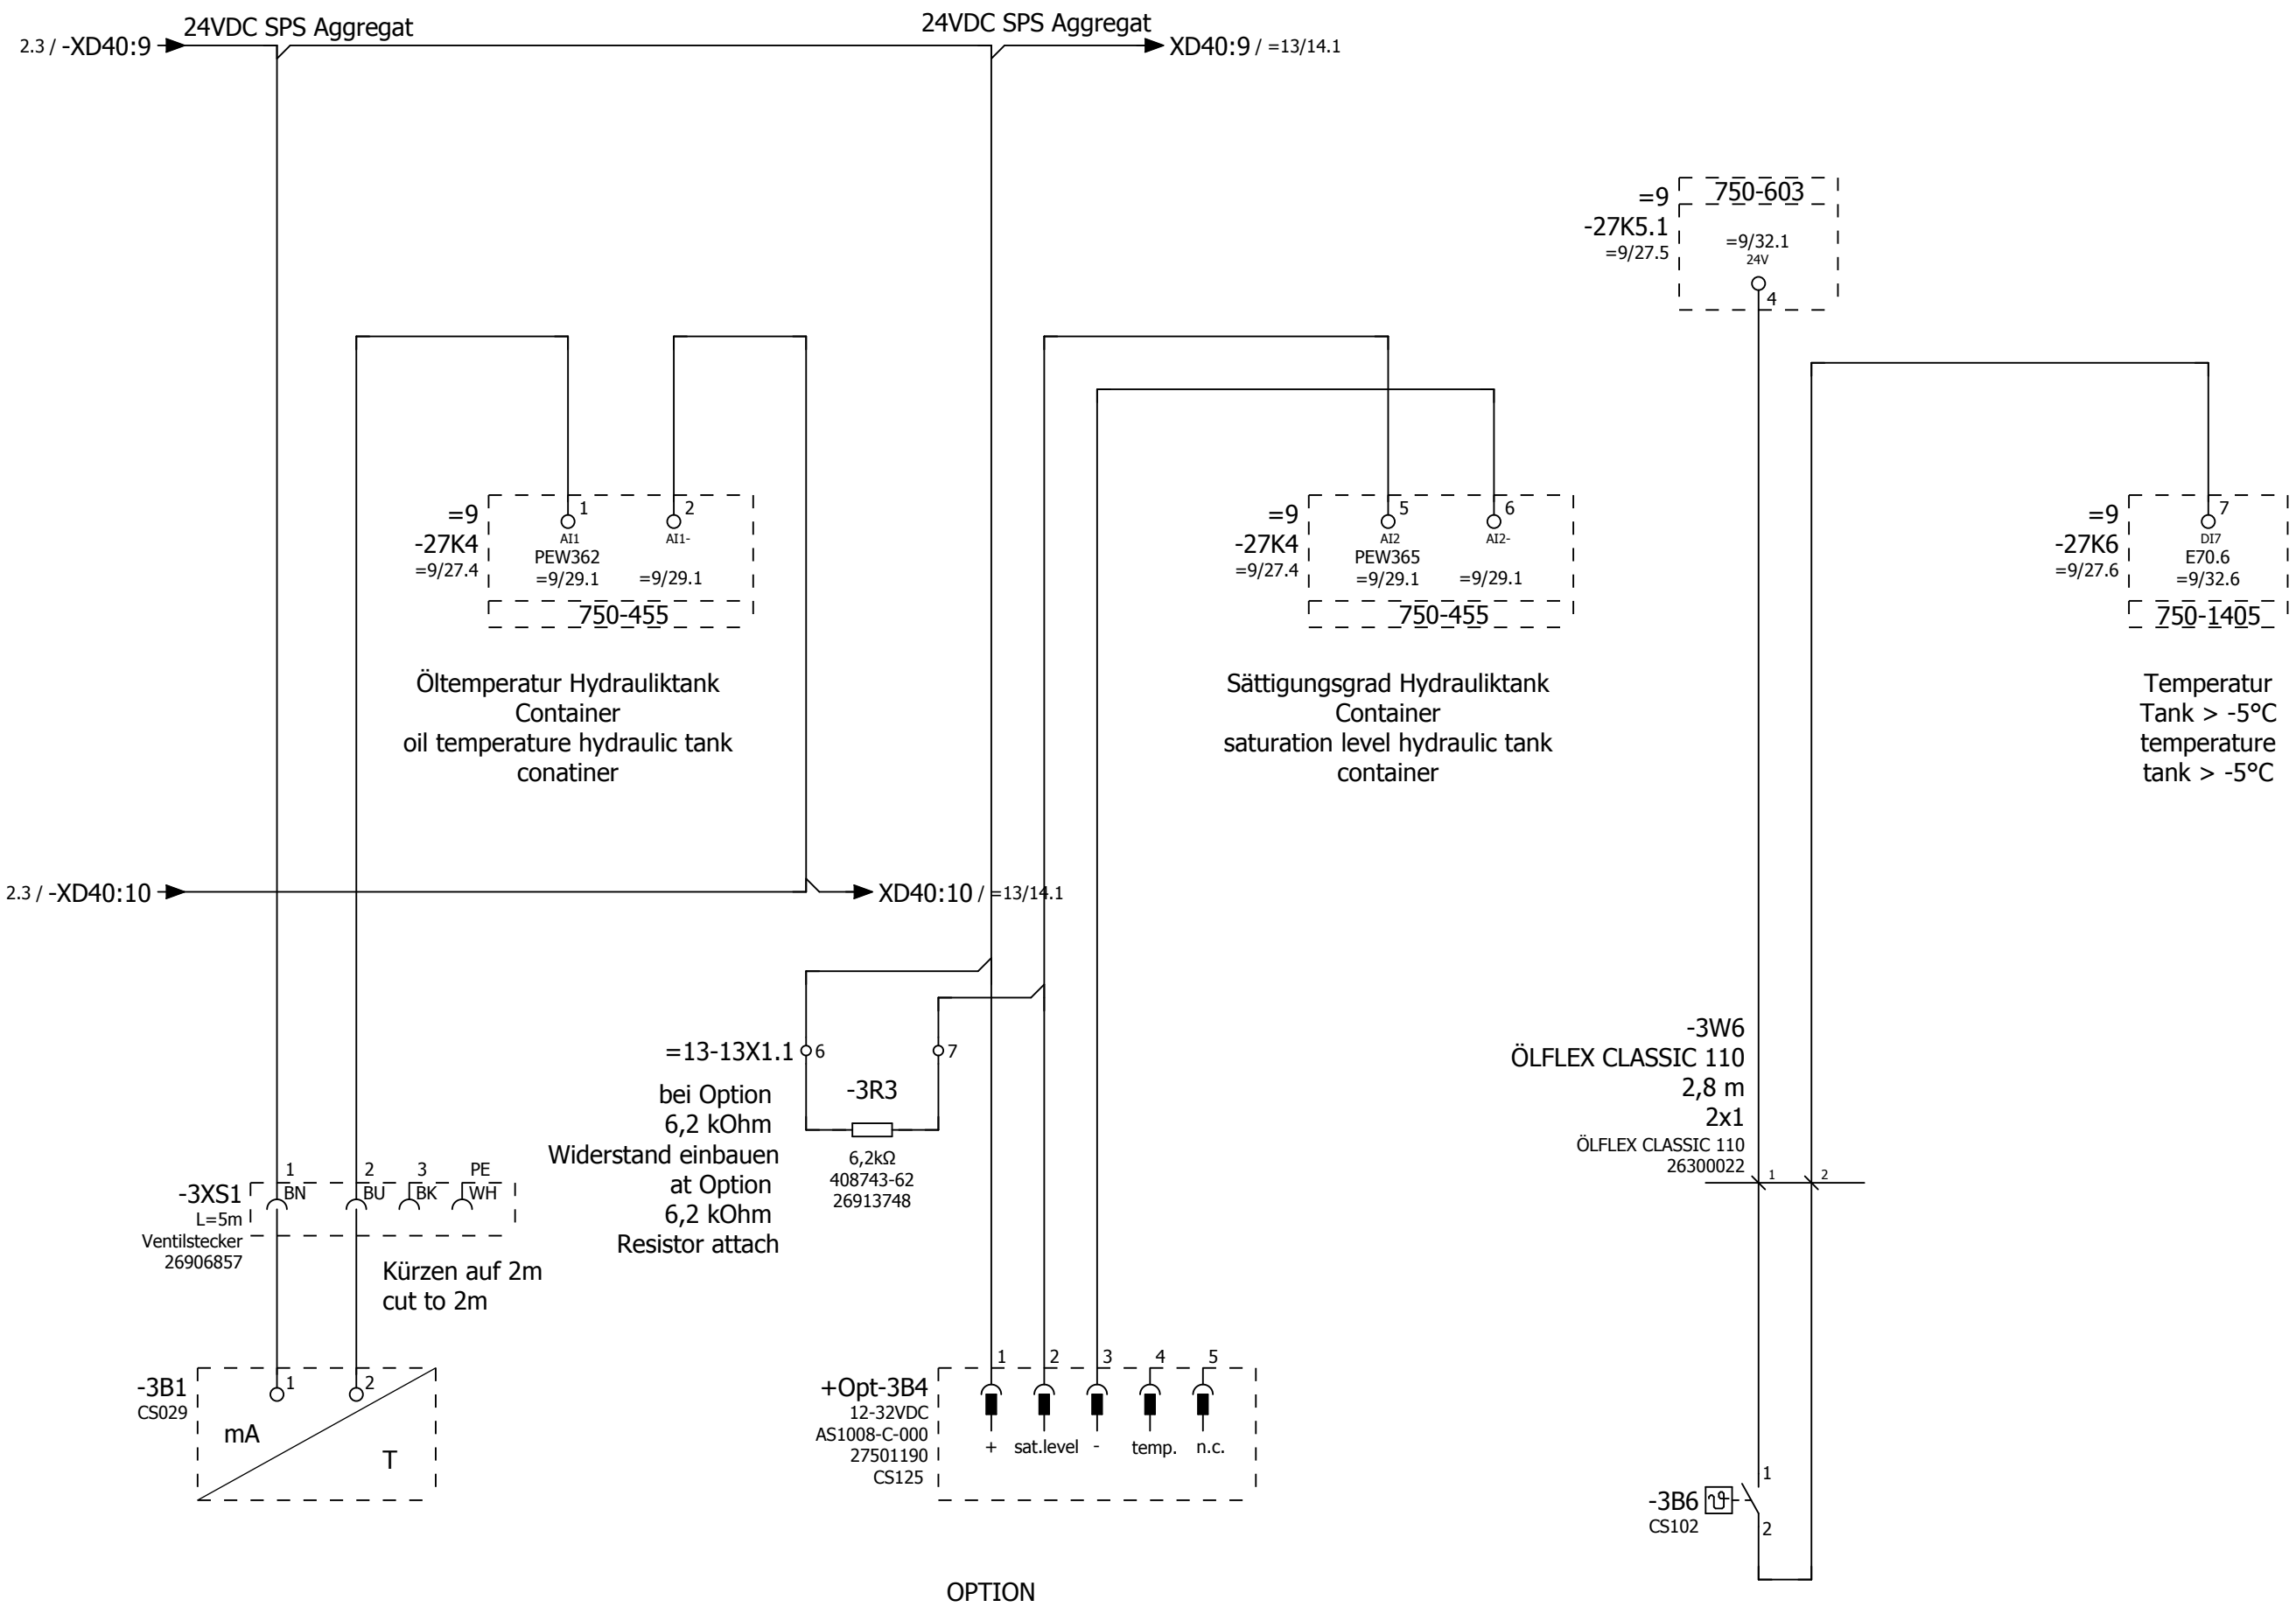 24VDC SPS Aggregat
2.3 / -XD40:9
24VDC SPS Aggregat
XD40:9 / =13/14.1
=9
-27K5.1
=9/27.5
750-603
=9/32.1
24V
4
=9
-27K4
=9/27.4
1
AI1
PEW362
=9/29.1
2
AI1-
=9/29.1
750-455
Öltemperatur Hydrauliktank
Container
oil temperature hydraulic tank
conatiner
=9
-27K4
=9/27.4
5
AI2
PEW365
=9/29.1
6
AI2-
=9/29.1
750-455
Sättigungsgrad Hydrauliktank
Container
saturation level hydraulic tank
container
=9
-27K6
=9/27.6
7
DI7
E70.6
=9/32.6
750-1405
Temperatur
Tank > -5°C
temperature
tank > -5°C
2.3 / -XD40:10
XD40:10 / =13/14.1
=13-13X1.1
6
7
bei Option
6,2 kOhm
Widerstand einbauen
at Option
6,2 kOhm
Resistor attach
-3R3
6,2kΩ
408743-62
26913748
-3W6
ÖLFLEX CLASSIC 110
2,8 m
2x1
ÖLFLEX CLASSIC 110
26300022
1
2
-3XS1
L=5m
Ventilstecker
26906857
1 2 3 PE
BN BU BK WH
Kürzen auf 2m
cut to 2m
-3B1
CS029
1
2
mA
T
+Opt-3B4
12-32VDC
AS1008-C-000
27501190
CS125
1 2 3 4 5
+ sat.level - temp. n.c.
-3B6
CS102
1
2
OPTION